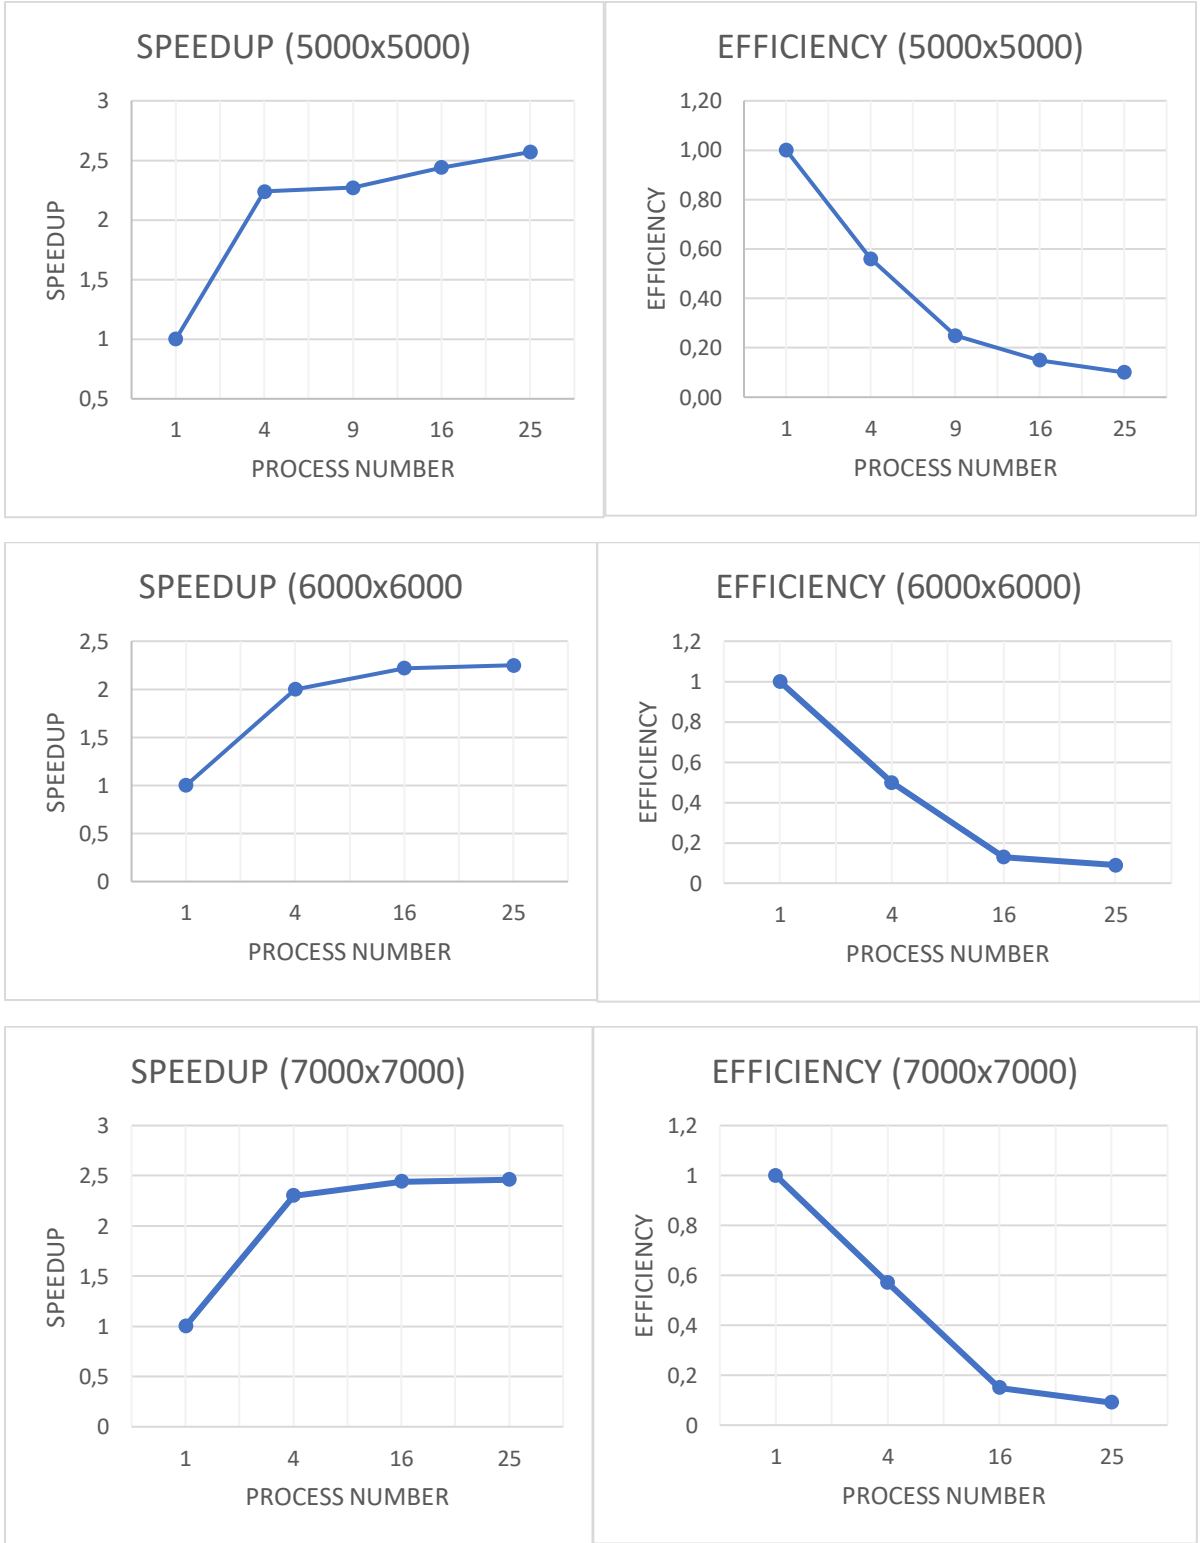 SPEEDUP (5000x5000)
3
2,5
2
1,5
1
0,5
SPEEDUP
1 4 9 16 25
PROCESS NUMBER
EFFICIENCY (5000x5000)
1,20
1,00
0,80
0,60
0,40
0,20
0,00
EFFICIENCY
1 4 9 16 25
PROCESS NUMBER
SPEEDUP (6000x6000
2,5
2
1,5
1
0,5
0
SPEEDUP
1 4 16 25
PROCESS NUMBER
EFFICIENCY (6000x6000)
1,2
1
0,8
0,6
0,4
0,2
0
EFFICIENCY
1 4 16 25
PROCESS NUMBER
SPEEDUP (7000x7000)
3
2,5
2
1,5
1
0,5
0
SPEEDUP
1 4 16 25
PROCESS NUMBER
EFFICIENCY (7000x7000)
1,2
1
0,8
0,6
0,4
0,2
0
EFFICIENCY
1 4 16 25
PROCESS NUMBER